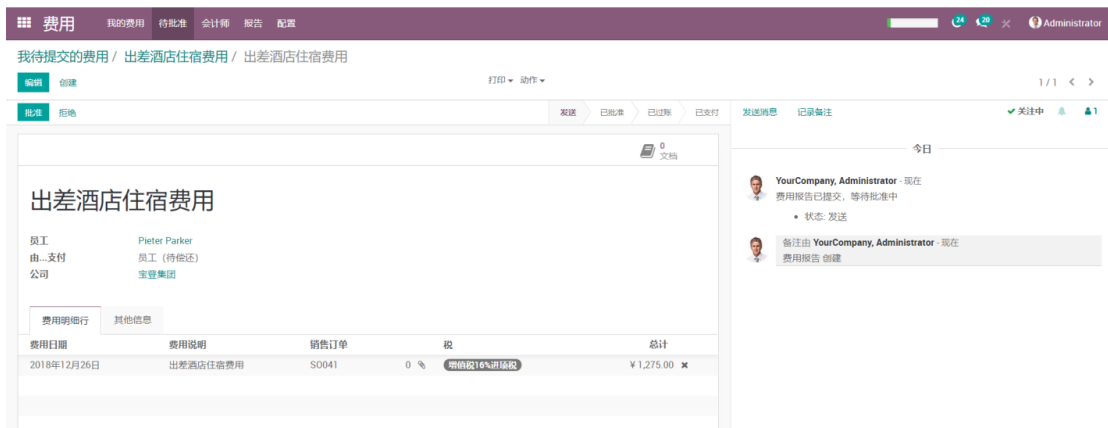 费用 我的费用 待批准 会计师 报告 配置 24 20 Administrator
我待提交的费用 / 出差酒店住宿费用 / 出差酒店住宿费用
编辑 创建 打印 动作 1 / 1
批准 拒绝 发送 已批准 已过账 已支付 发送消息 记录备注 关注中 1
0
文档
今日
出差酒店住宿费用
YourCompany, Administrator - 现在
费用报告已提交，等待批准中
状态: 发送
员工 Pieter Parker
由...支付 员工（待偿还）
公司 宝登集团
备注由 YourCompany, Administrator - 现在
费用报告 创建
费用明细行 其他信息
费用日期 费用说明 销售订单 税 总计
2018年12月26日 出差酒店住宿费用 SO041 0 增值税16%进项税 ¥ 1,275.00